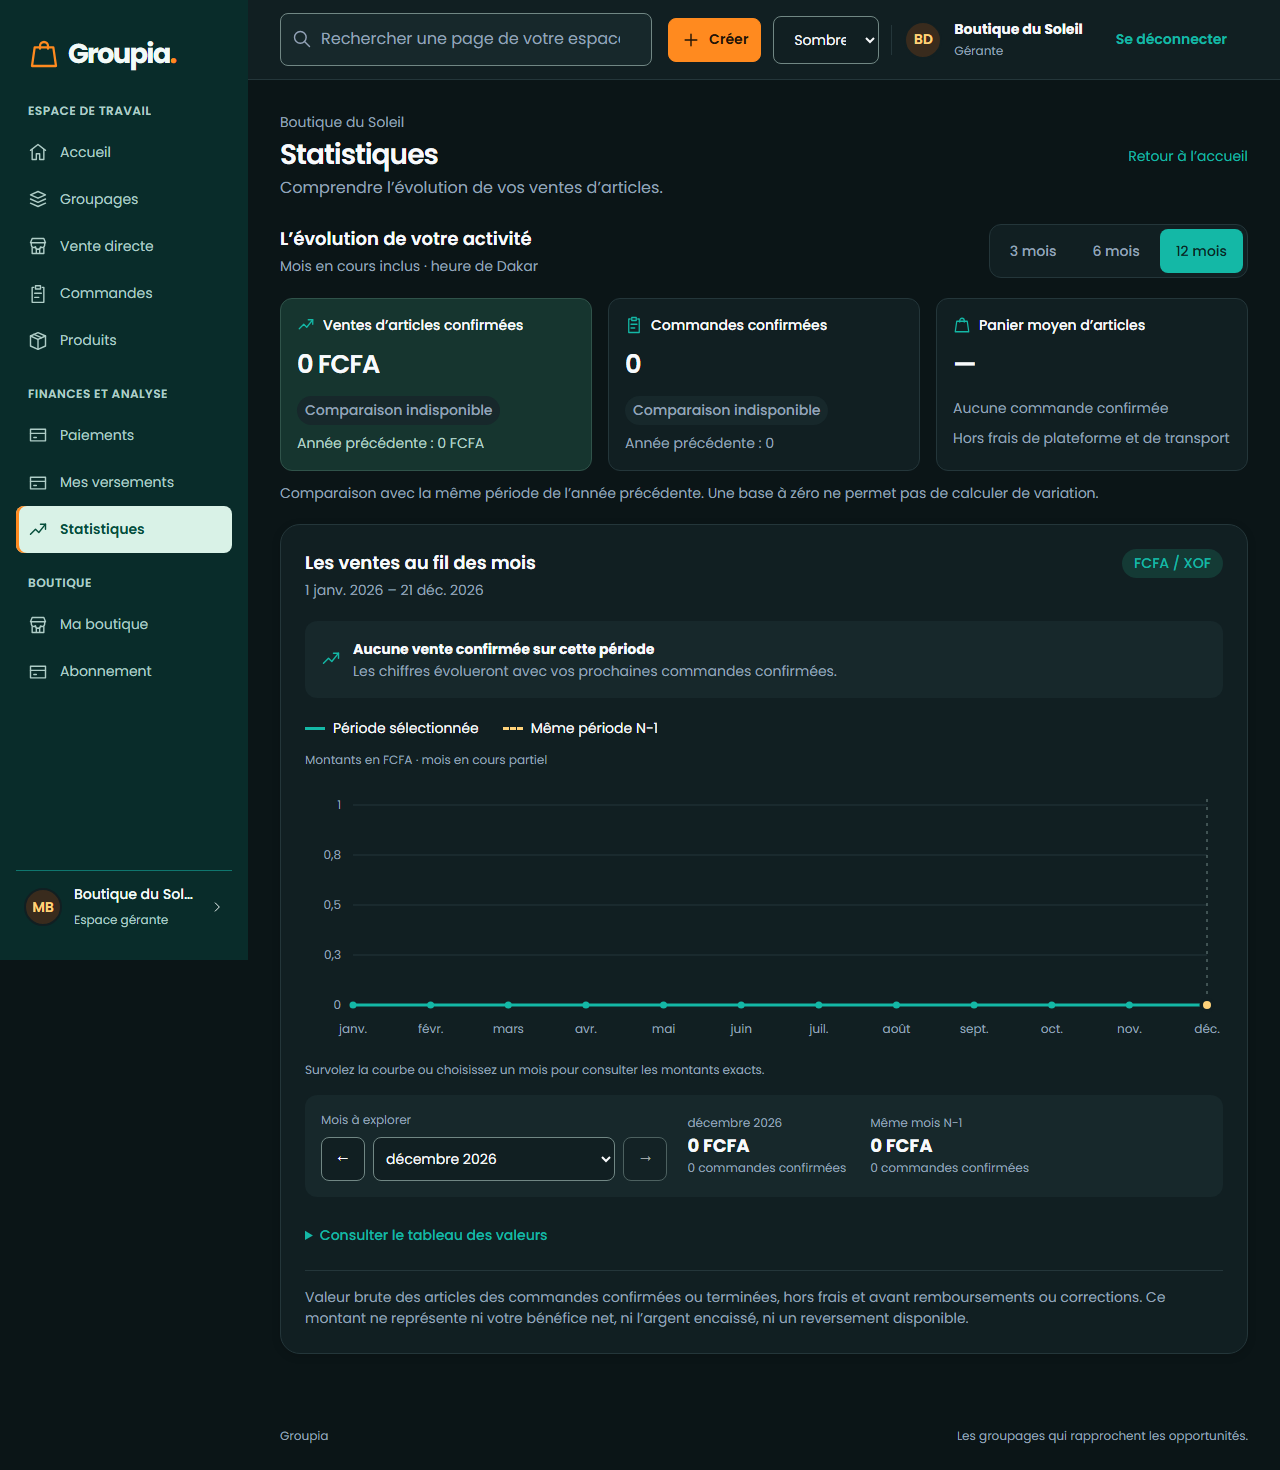 Groupia.
ESPACE DE TRAVAIL
Accueil
Groupages
Vente directe
Commandes
Produits
FINANCES ET ANALYSE
Paiements
Mes versements
Statistiques
BOUTIQUE
Ma boutique
Abonnement
MB
Boutique du Sol...
Espace gérante
Rechercher une page de votre espac
Créer
Sombre
BD
Boutique du Soleil
Gérante
Se déconnecter
Boutique du Soleil
Statistiques
Comprendre l’évolution de vos ventes d’articles.
Retour à l’accueil
L’évolution de votre activité
Mois en cours inclus · heure de Dakar
3 mois
6 mois
12 mois
Ventes d’articles confirmées
0 FCFA
Comparaison indisponible
Année précédente : 0 FCFA
Commandes confirmées
0
Comparaison indisponible
Année précédente : 0
Panier moyen d’articles
—
Aucune commande confirmée
Hors frais de plateforme et de transport
Comparaison avec la même période de l’année précédente. Une base à zéro ne permet pas de calculer de variation.
Les ventes au fil des mois
1 janv. 2026 – 21 déc. 2026
FCFA / XOF
Aucune vente confirmée sur cette période
Les chiffres évolueront avec vos prochaines commandes confirmées.
Période sélectionnée
Même période N-1
Montants en FCFA · mois en cours partiel
1
0,8
0,5
0,3
0
janv.
févr.
mars
avr.
mai
juin
juil.
août
sept.
oct.
nov.
déc.
Survolez la courbe ou choisissez un mois pour consulter les montants exacts.
Mois à explorer
←
décembre 2026
→
décembre 2026
0 FCFA
0 commandes confirmées
Même mois N-1
0 FCFA
0 commandes confirmées
Consulter le tableau des valeurs
Valeur brute des articles des commandes confirmées ou terminées, hors frais et avant remboursements ou corrections. Ce
montant ne représente ni votre bénéfice net, ni l’argent encaissé, ni un reversement disponible.
Groupia
Les groupages qui rapprochent les opportunités.